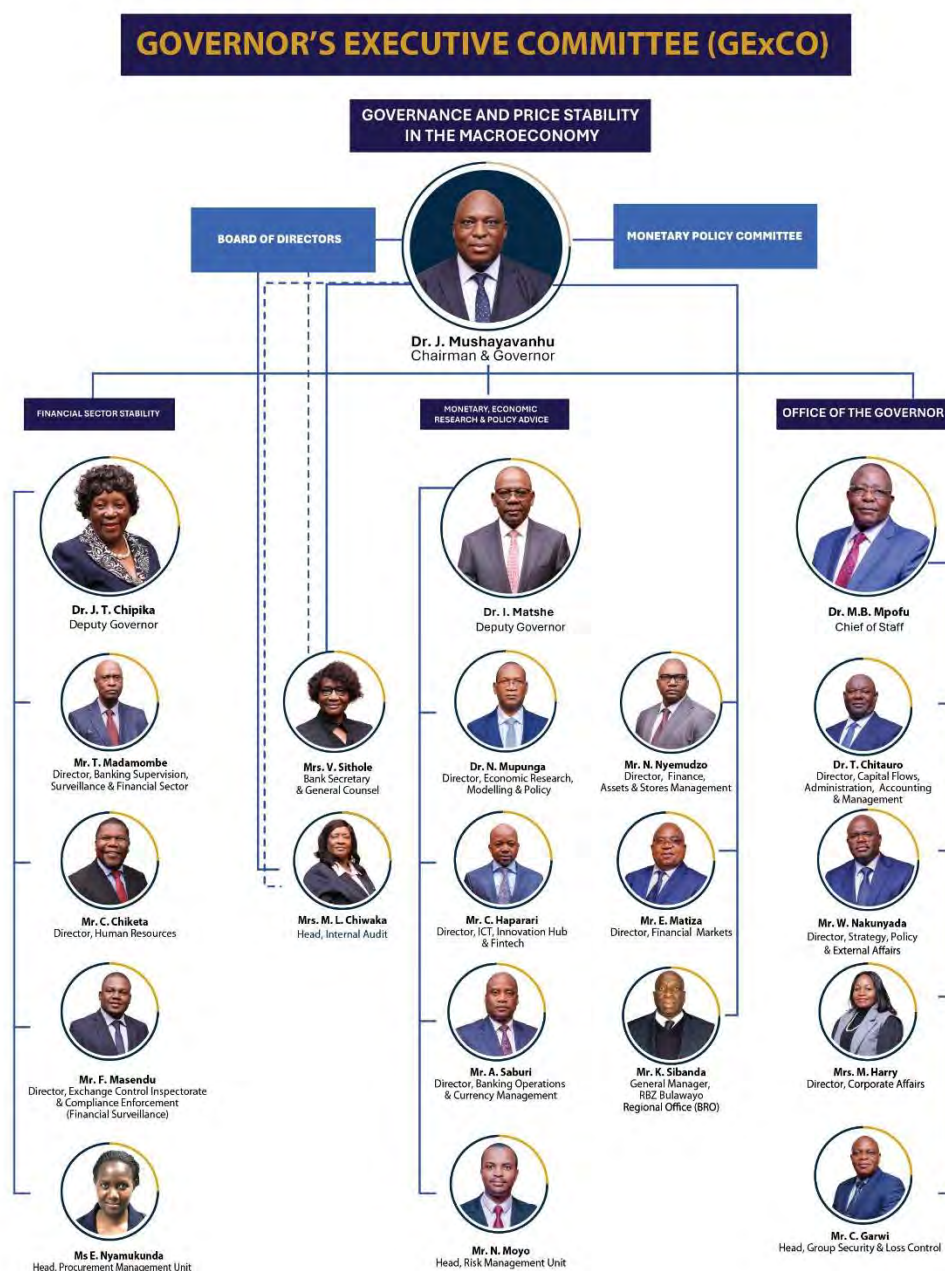 GOVERNOR’S EXECUTIVE COMMITTEE (GExCO)
GOVERNANCE AND PRICE STABILITY
IN THE MACROECONOMY
BOARD OF DIRECTORS
MONETARY POLICY COMMITTEE
Dr. J. Mushayavanhu
Chairman & Governor
FINANCIAL SECTOR STABILITY
MONETARY, ECONOMIC
RESEARCH & POLICY ADVICE
OFFICE OF THE GOVERNOR
Dr. J. T. Chipika
Deputy Governor
Dr. I. Matshe
Deputy Governor
Dr. M.B. Mpofu
Chief of Staff
Mr. T. Madamombe
Director, Banking Supervision,
Surveillance & Financial Sector
Mrs. V. Sithole
Bank Secretary
& General Counsel
Dr. N. Mupunga
Director, Economic Research,
Modelling & Policy
Mr. N. Nyemudzo
Director, Finance,
Assets & Stores Management
Dr. T. Chitauro
Director, Capital Flows,
Administration, Accounting
& Management
Mr. C. Chiketa
Director, Human Resources
Mrs. M. L. Chiwaka
Head, Internal Audit
Mr. C. Haparari
Director, ICT, Innovation Hub
& Fintech
Mr. E. Matiza
Director, Financial Markets
Mr. W. Nakunyada
Director, Strategy, Policy
& External Affairs
Mr. F. Masendu
Director, Exchange Control Inspectorate
& Compliance Enforcement
(Financial Surveillance)
Mr. A. Saburi
Director, Banking Operations
& Currency Management
Mr. K. Sibanda
General Manager,
RBZ Bulawayo
Regional Office (BRO)
Mrs. M. Harry
Director, Corporate Affairs
Ms E. Nyamukunda
Head, Procurement Management Unit
Mr. N. Moyo
Head, Risk Management Unit
Mr. C. Garwi
Head, Group Security & Loss Control